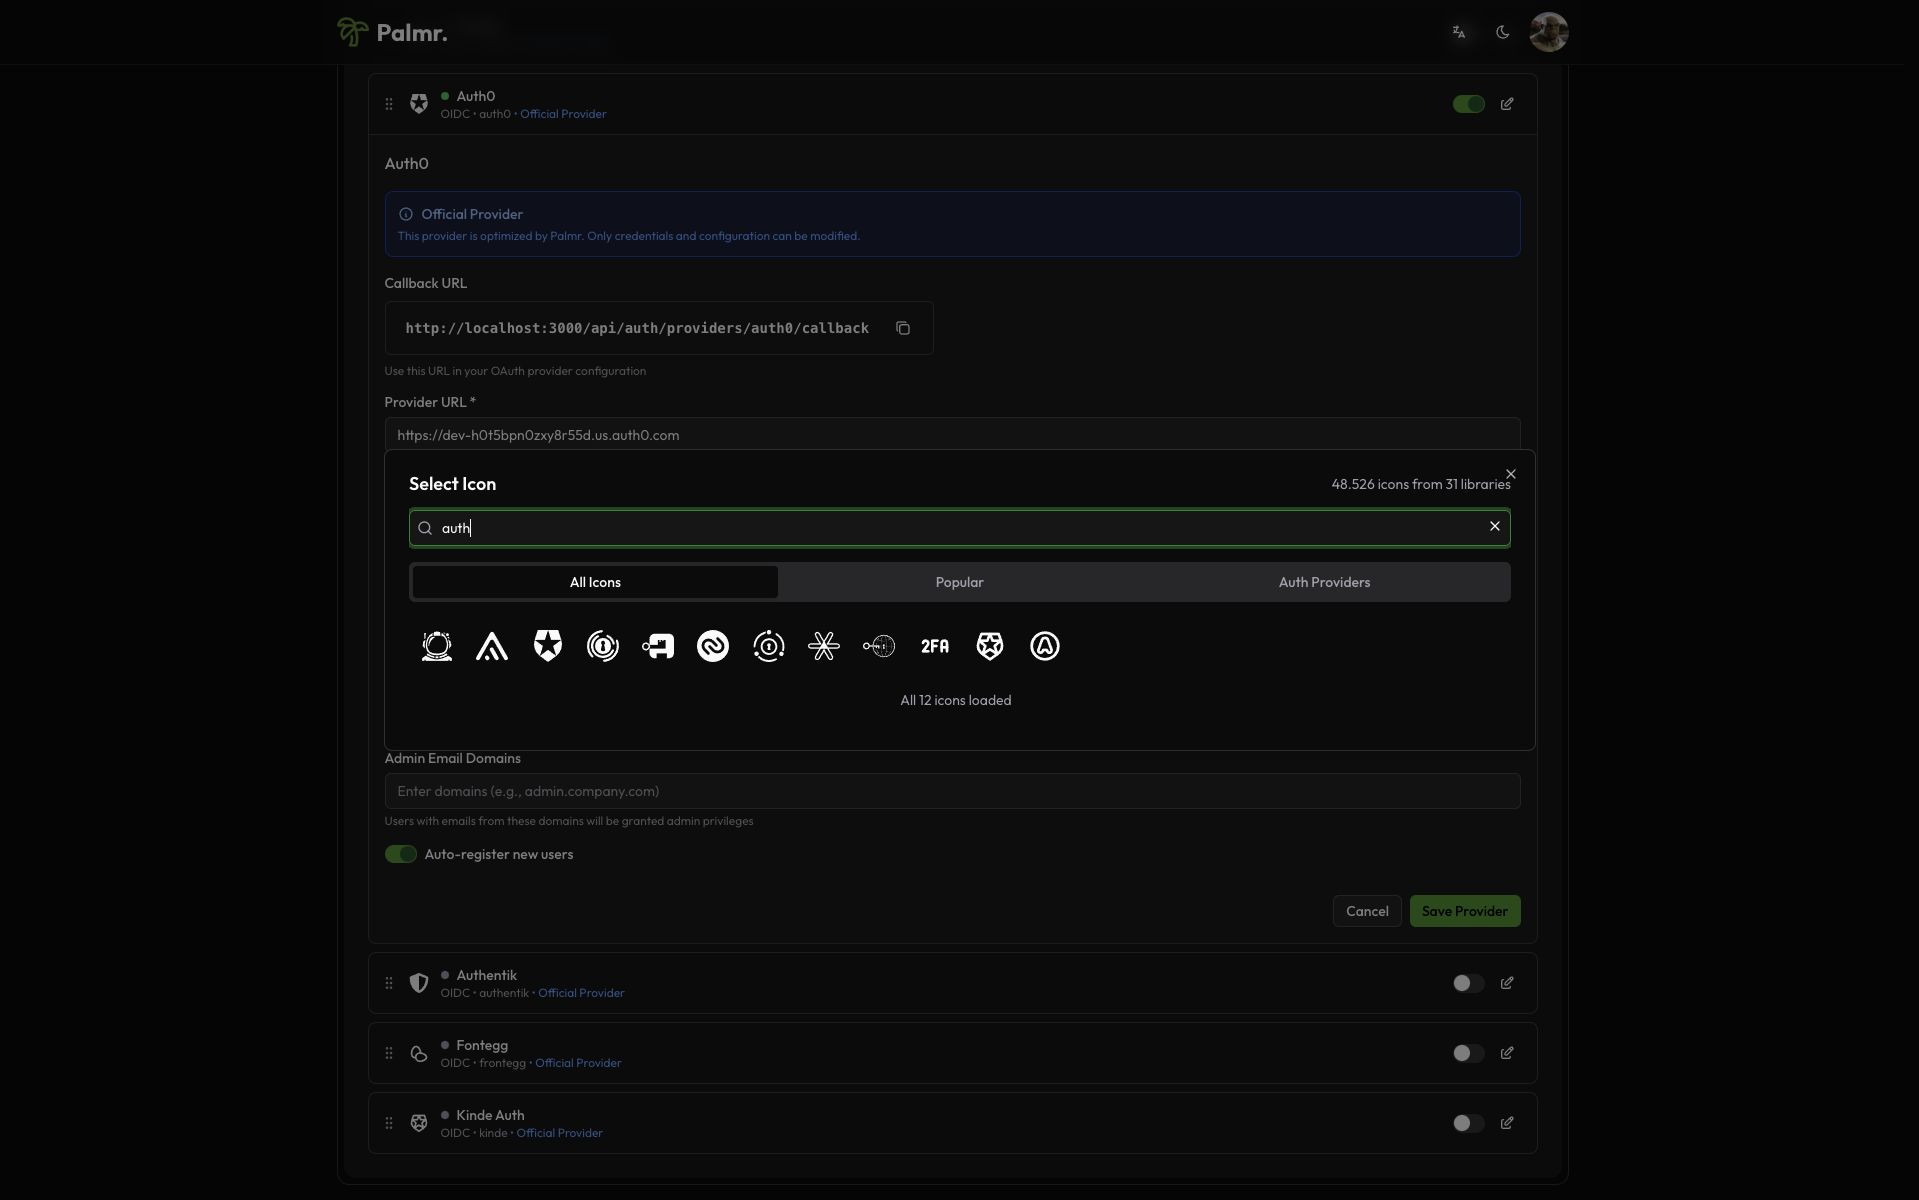 Palmr.
Auth0
OIDC • auth0 • Official Provider
Auth0
Official Provider
This provider is optimized by Palmr. Only credentials and configuration can be modified.
Callback URL
http://localhost:3000/api/auth/providers/auth0/callback
Use this URL in your OAuth provider configuration
Provider URL *
https://dev-h0t5bpn0zxy8r55d.us.auth0.com
Select Icon
48.526 icons from 31 libraries
auth
All Icons
Popular
Auth Providers
2FA
All 12 icons loaded
Admin Email Domains
Enter domains (e.g., admin.company.com)
Users with emails from these domains will be granted admin privileges
Auto-register new users
Cancel
Save Provider
Authentik
OIDC • authentik • Official Provider
Fontegg
OIDC • frontegg • Official Provider
Kinde Auth
OIDC • kinde • Official Provider